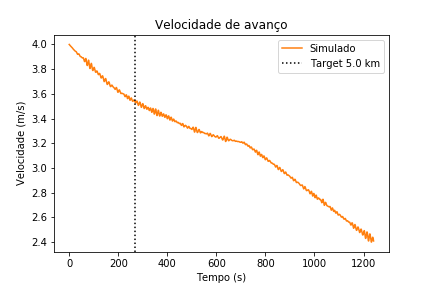 Velocidade de avanço
Simulado
Target 5.0 km
Velocidade (m/s)
4.0
3.8
3.6
3.4
3.2
3.0
2.8
2.6
2.4
0 200 400 600 800 1000 1200
Tempo (s)